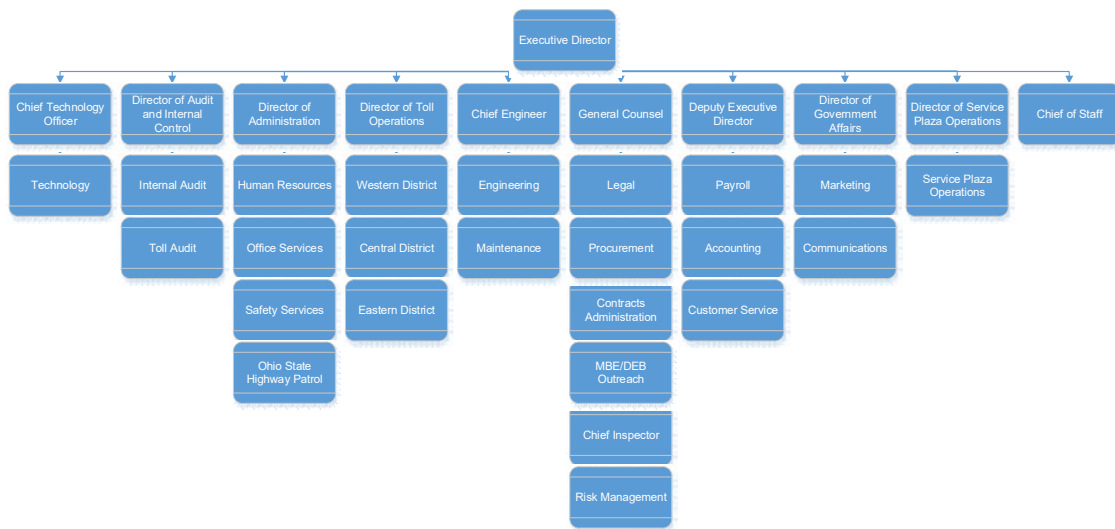 Executive Director
Chief Technology
Officer
Director of Audit
and Internal
Control
Director of
Administration
Director of Toll
Operations
Chief Engineer
General Counsel
Deputy Executive
Director
Director of
Government
Affairs
Director of Service
Plaza Operations
Chief of Staff
Technology
Internal Audit
Human Resources
Western District
Engineering
Legal
Payroll
Marketing
Service Plaza
Operations
Toll Audit
Office Services
Central District
Maintenance
Procurement
Accounting
Communications
Safety Services
Eastern District
Contracts
Administration
Customer Service
Ohio State
Highway Patrol
MBE/DEB
Outreach
Chief Inspector
Risk Management